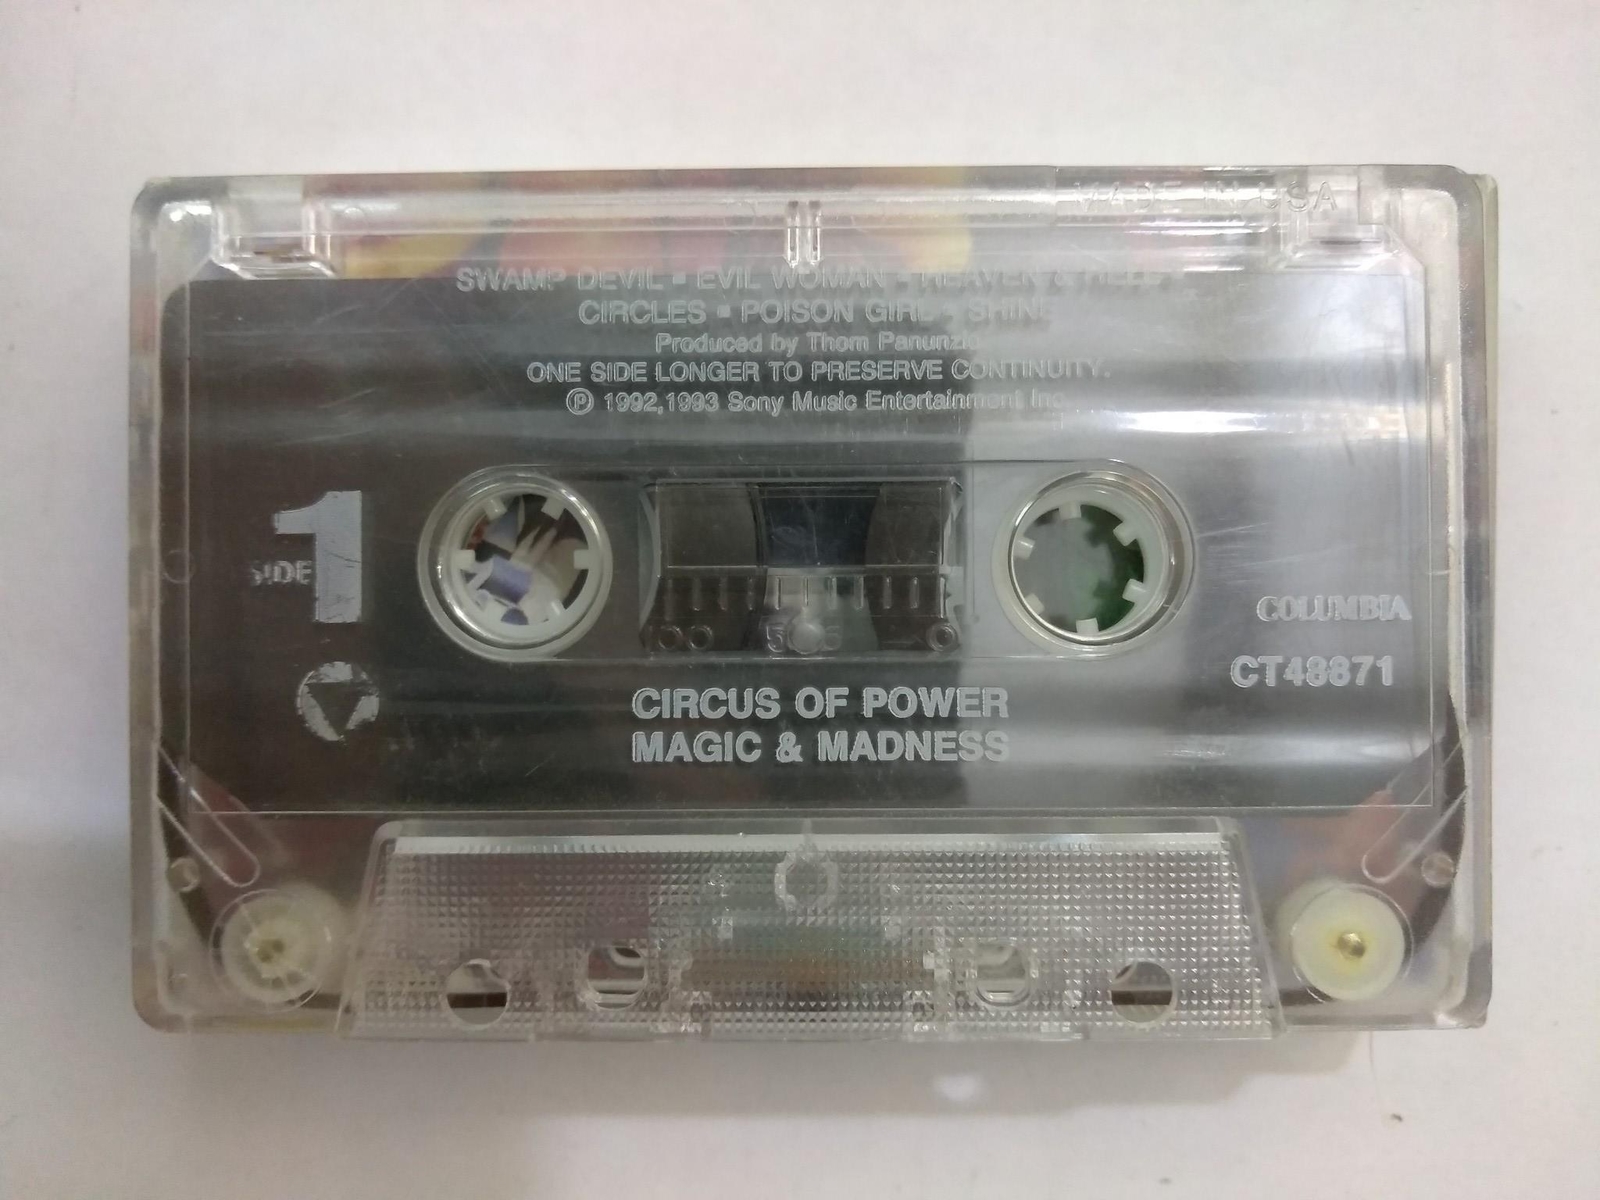 MADE IN USA
SWAMP DEVIL ▪ EVIL WOMAN ▪ HEAVEN & HELL
CIRCLES ▪ POISON GIRL ▪ SHINE
Produced by Thom Panunzio
ONE SIDE LONGER TO PRESERVE CONTINUITY.
℗ 1992,1993 Sony Music Entertainment Inc.
SIDE 1
100 50 0
COLUMBIA
CT48871
CIRCUS OF POWER
MAGIC & MADNESS